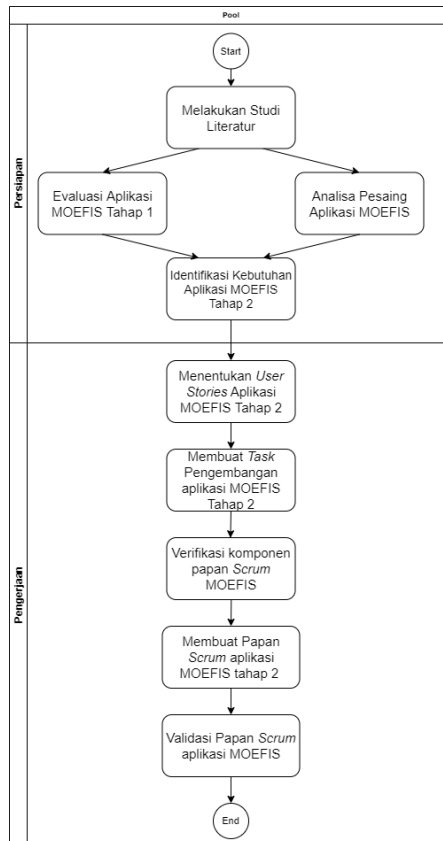 Pool
Persiapan
Start
Melakukan Studi
Literatur
Evaluasi Aplikasi
MOEFIS Tahap 1
Analisa Pesaing
Aplikasi MOEFIS
Identifikasi Kebutuhan
Aplikasi MOEFIS
Tahap 2
Pengerjaan
Menentukan User
Stories Aplikasi
MOEFIS Tahap 2
Membuat Task
Pengembangan
aplikasi MOEFIS
Tahap 2
Verifikasi komponen
papan Scrum
MOEFIS
Membuat Papan
Scrum aplikasi
MOEFIS tahap 2
Validasi Papan Scrum
aplikasi MOEFIS
End